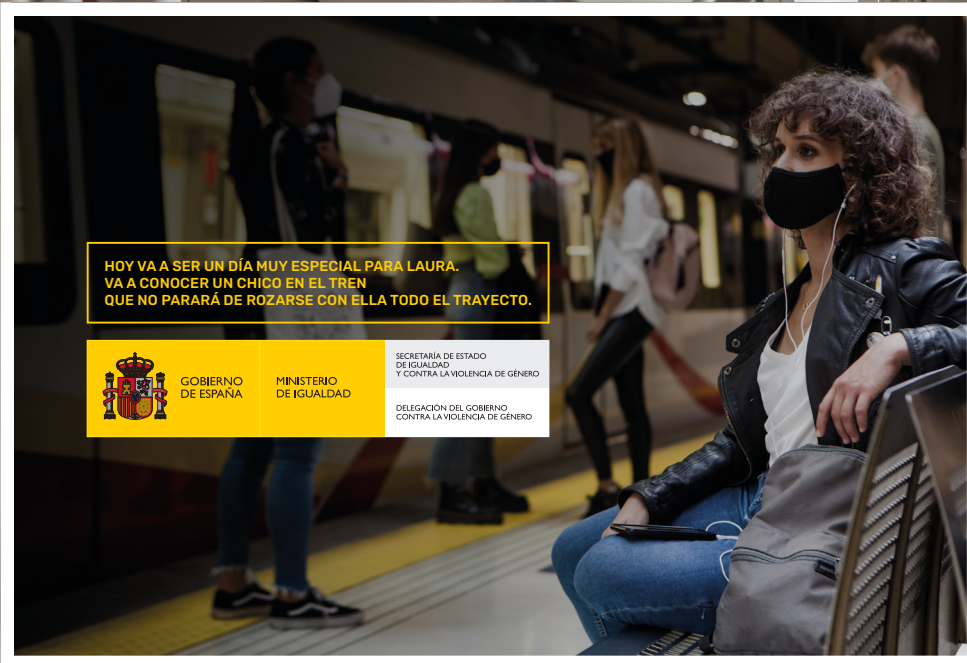 HOY VA A SER UN DÍA MUY ESPECIAL PARA LAURA.
VA A CONOCER UN CHICO EN EL TREN
QUE NO PARARÁ DE ROZARSE CON ELLA TODO EL TRAYECTO.
GOBIERNO
DE ESPAÑA
MINISTERIO
DE IGUALDAD
SECRETARÍA DE ESTADO
DE IGUALDAD
Y CONTRA LA VIOLENCIA DE GÉNERO
DELEGACIÓN DEL GOBIERNO
CONTRA LA VIOLENCIA DE GÉNERO